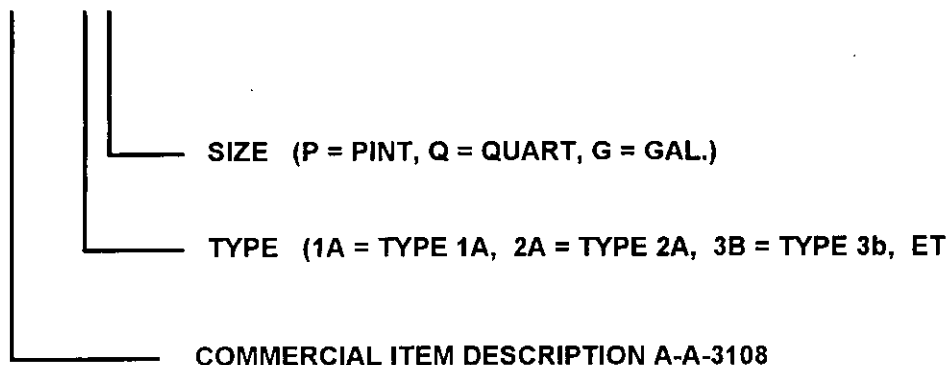 SIZE (P = PINT, Q = QUART, G = GAL.)
TYPE (1A = TYPE 1A, 2A = TYPE 2A, 3B = TYPE 3b, ET
COMMERCIAL ITEM DESCRIPTION A-A-3108